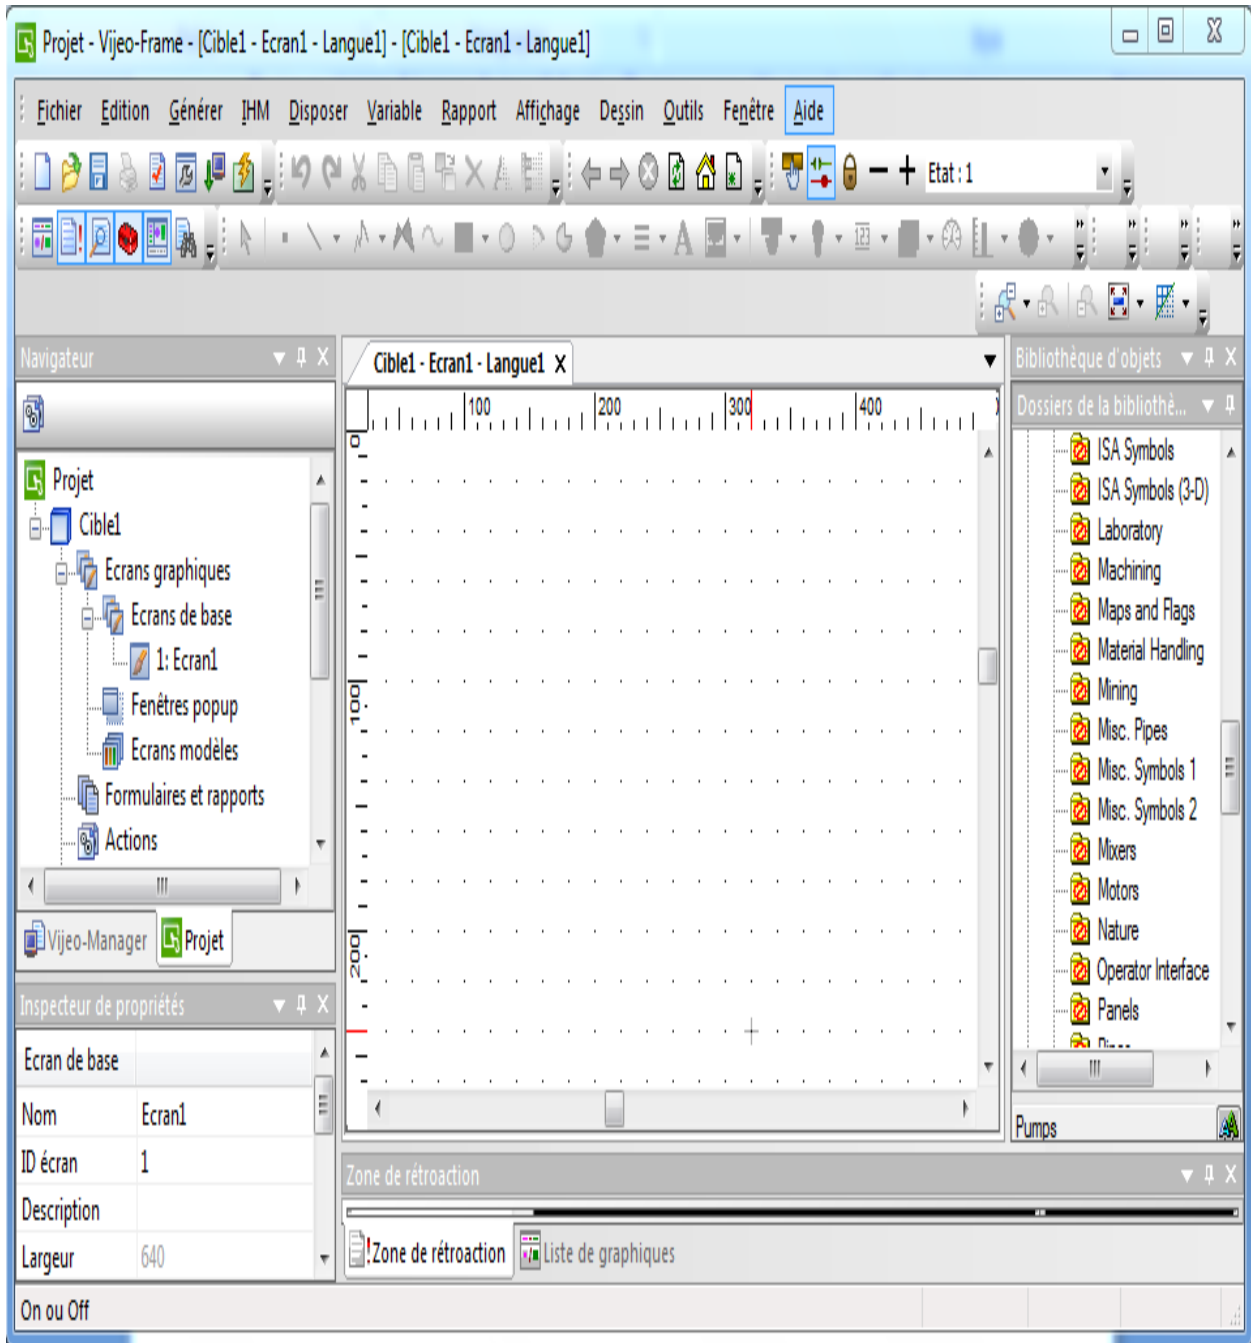 Projet - Vijeo-Frame - [Cible1 - Ecran1 - Langue1] - [Cible1 - Ecran1 - Langue1]
Fichier Edition Générer IHM Disposer Variable Rapport Affichage Dessin Outils Fenêtre Aide
Etat : 1
Navigateur
Projet
Cible1
Ecrans graphiques
Ecrans de base
1: Ecran1
Fenêtres popup
Ecrans modèles
Formulaires et rapports
Actions
Vijeo-Manager Projet
Inspecteur de propriétés
Ecran de base
Nom Ecran1
ID écran 1
Description
Largeur 640
Cible1 - Ecran1 - Langue1
100 200 300 400
0
100
200
Bibliothèque d'objets
Dossiers de la bibliothè...
ISA Symbols
ISA Symbols (3-D)
Laboratory
Machining
Maps and Flags
Material Handling
Mining
Misc. Pipes
Misc. Symbols 1
Misc. Symbols 2
Mixers
Motors
Nature
Operator Interface
Panels
Pumps
Zone de rétroaction
Zone de rétroaction Liste de graphiques
On ou Off